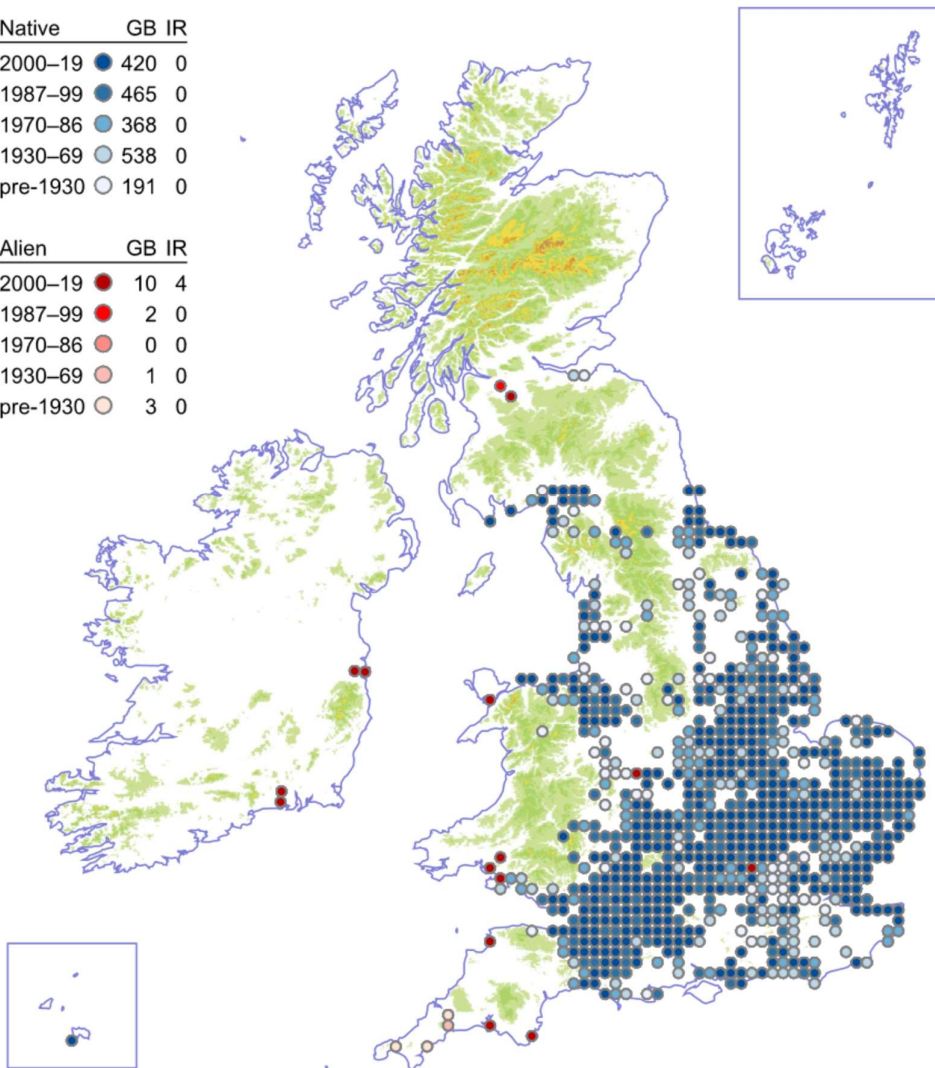 Native GB IR
2000–19 420 0
1987–99 465 0
1970–86 368 0
1930–69 538 0
pre-1930 191 0
Alien GB IR
2000–19 10 4
1987–99 2 0
1970–86 0 0
1930–69 1 0
pre-1930 3 0